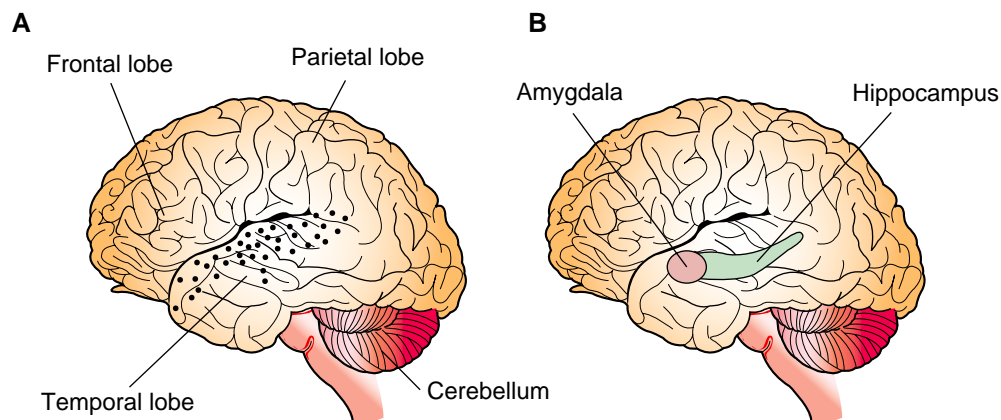 A
Frontal lobe
Parietal lobe
Temporal lobe
Cerebellum
B
Amygdala
Hippocampus